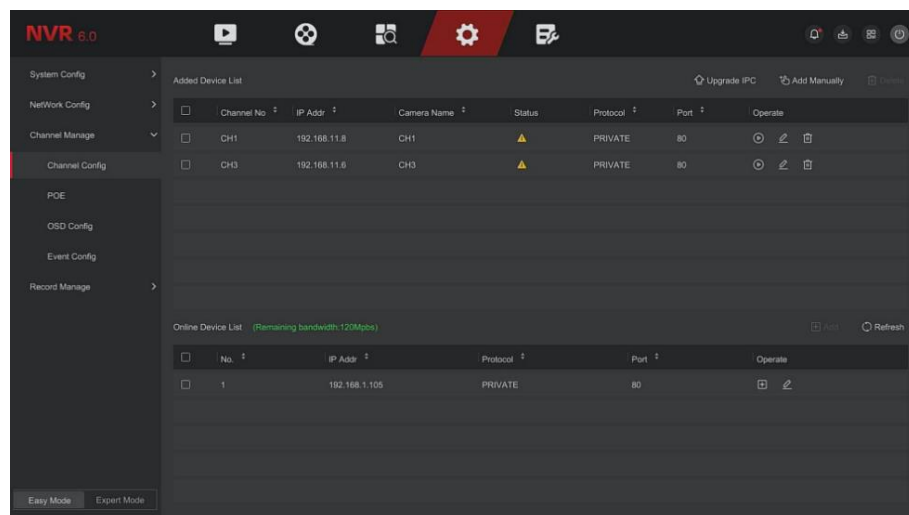 NVR 6.0
System Config
NetWork Config
Channel Manage
Channel Config
POE
OSD Config
Event Config
Record Manage
Easy Mode Expert Mode
Added Device List Upgrade IPC Add Manually Delete
Channel No IP Addr Camera Name Status Protocol Port Operate
CH1 192.168.11.8 CH1 PRIVATE 80
CH3 192.168.11.6 CH3 PRIVATE 80
Online Device List (Remaining bandwidth:120Mpbs) Add Refresh
No. IP Addr Protocol Port Operate
1 192.168.1.105 PRIVATE 80